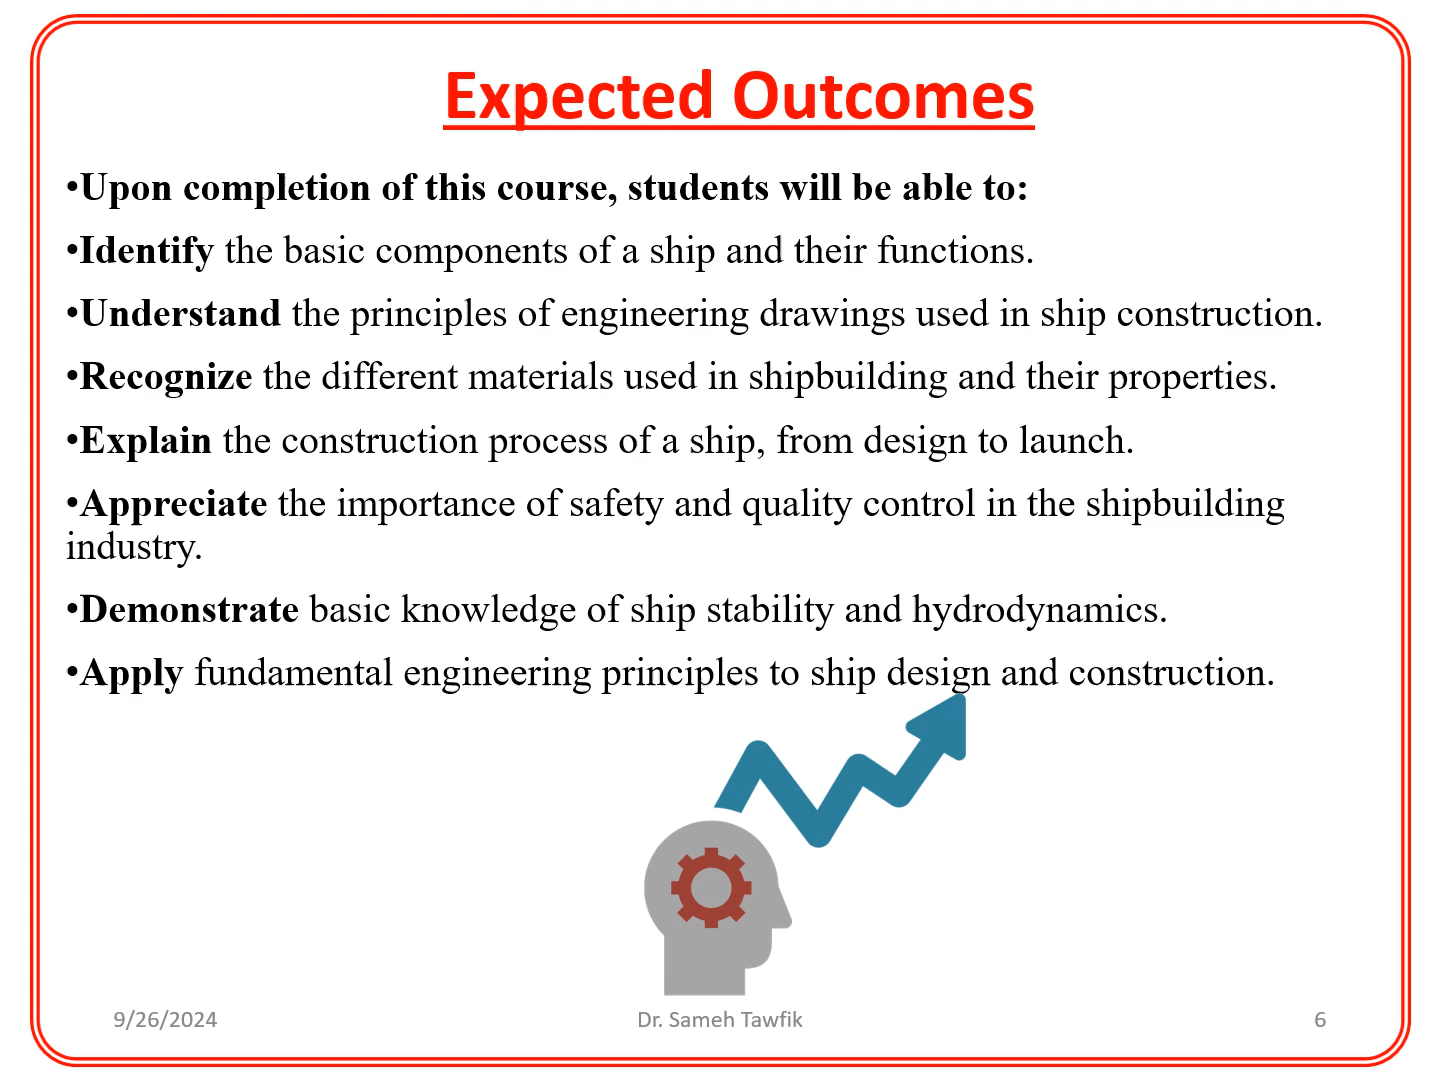 Expected Outcomes
•Upon completion of this course, students will be able to:
•Identify the basic components of a ship and their functions.
•Understand the principles of engineering drawings used in ship construction.
•Recognize the different materials used in shipbuilding and their properties.
•Explain the construction process of a ship, from design to launch.
•Appreciate the importance of safety and quality control in the shipbuilding
industry.
•Demonstrate basic knowledge of ship stability and hydrodynamics.
•Apply fundamental engineering principles to ship design and construction.
9/26/2024
Dr. Sameh Tawfik
6